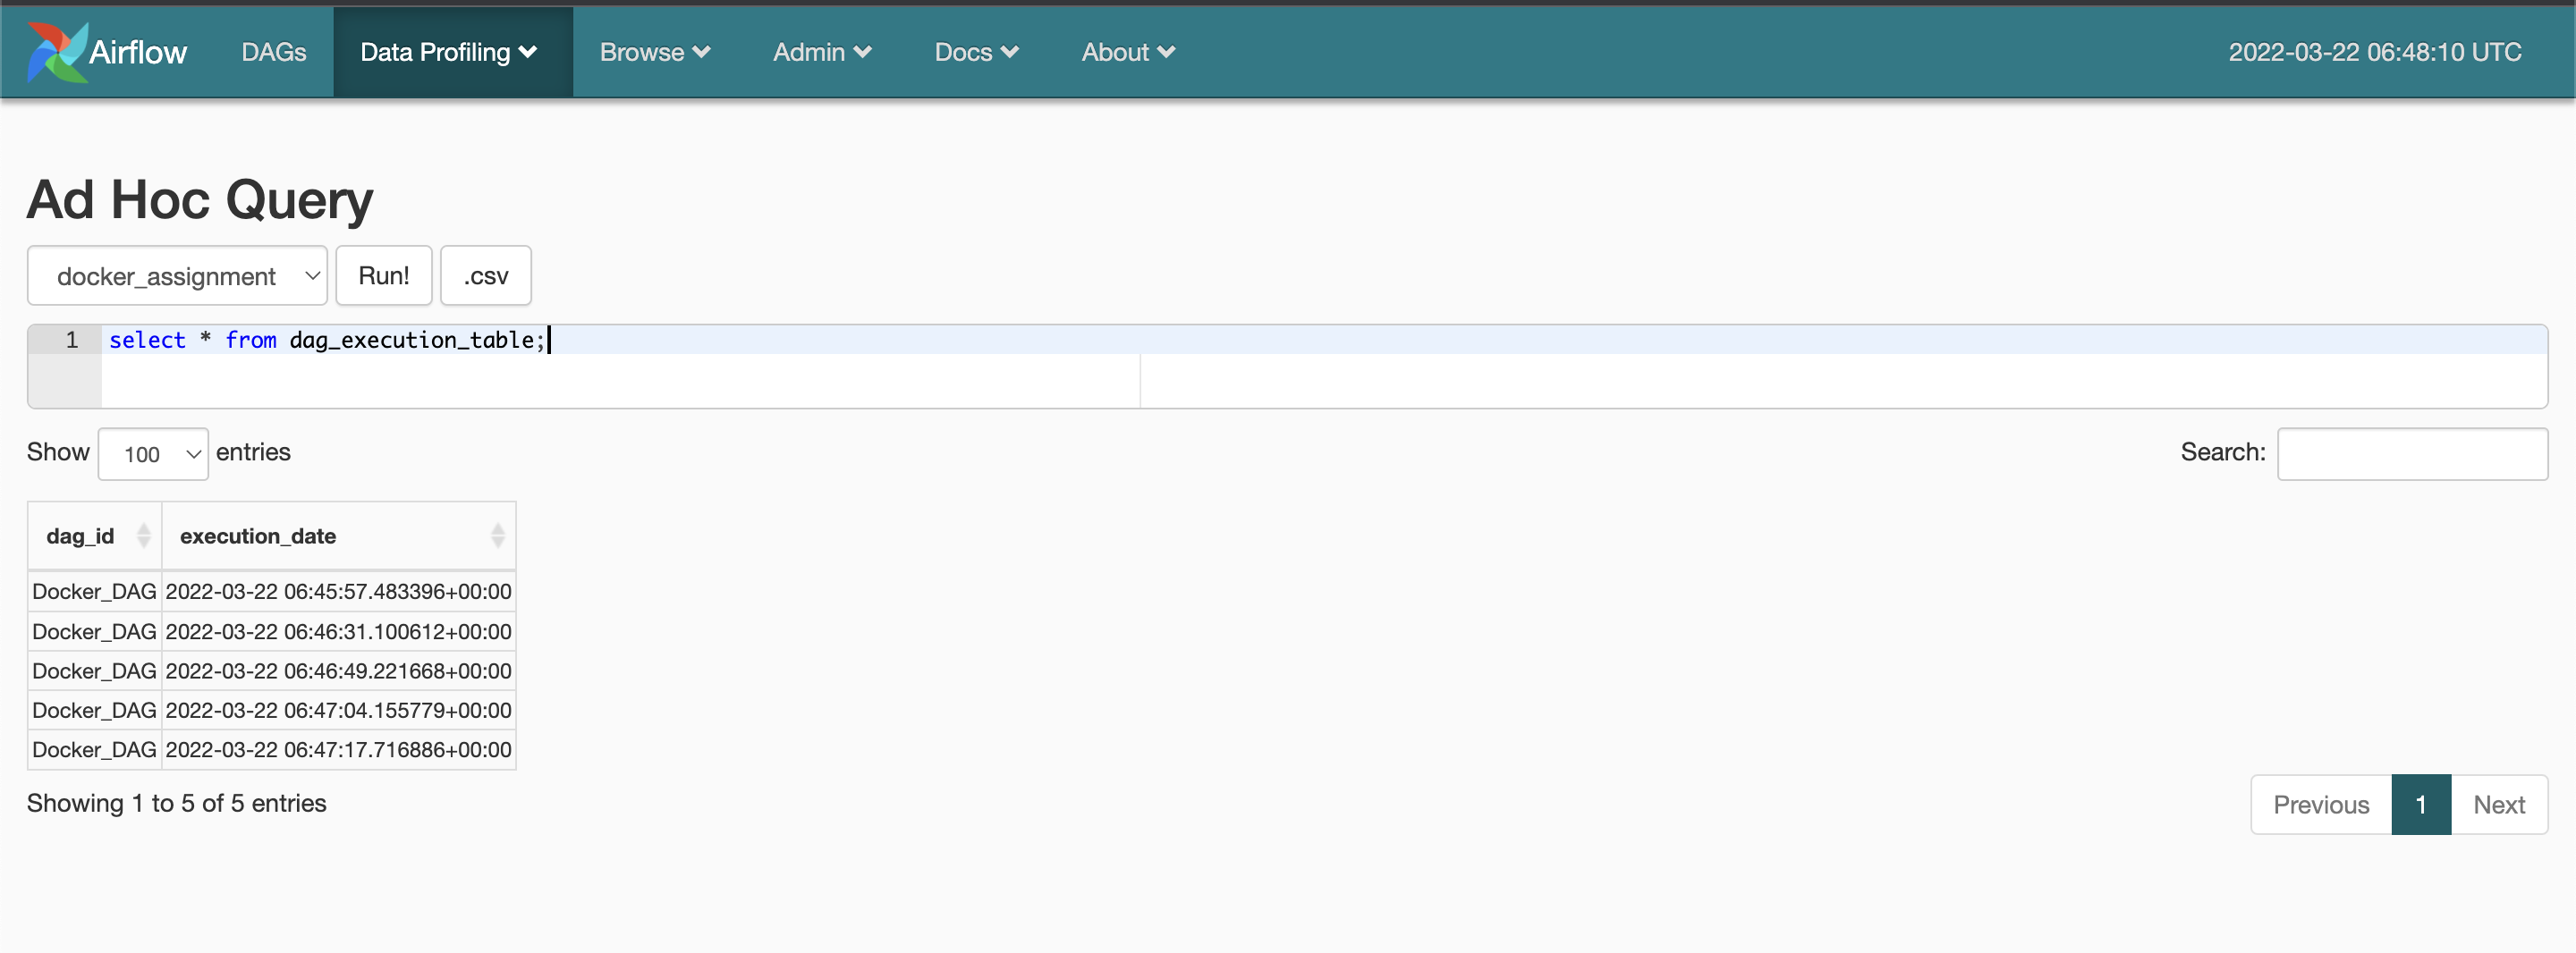 Airflow DAGs Data Profiling Browse Admin Docs About 2022-03-22 06:48:10 UTC
Ad Hoc Query
docker_assignment Run! .csv
1 select * from dag_execution_table;
Show 100 entries Search:
dag_id execution_date
Docker_DAG 2022-03-22 06:45:57.483396+00:00
Docker_DAG 2022-03-22 06:46:31.100612+00:00
Docker_DAG 2022-03-22 06:46:49.221668+00:00
Docker_DAG 2022-03-22 06:47:04.155779+00:00
Docker_DAG 2022-03-22 06:47:17.716886+00:00
Showing 1 to 5 of 5 entries Previous 1 Next